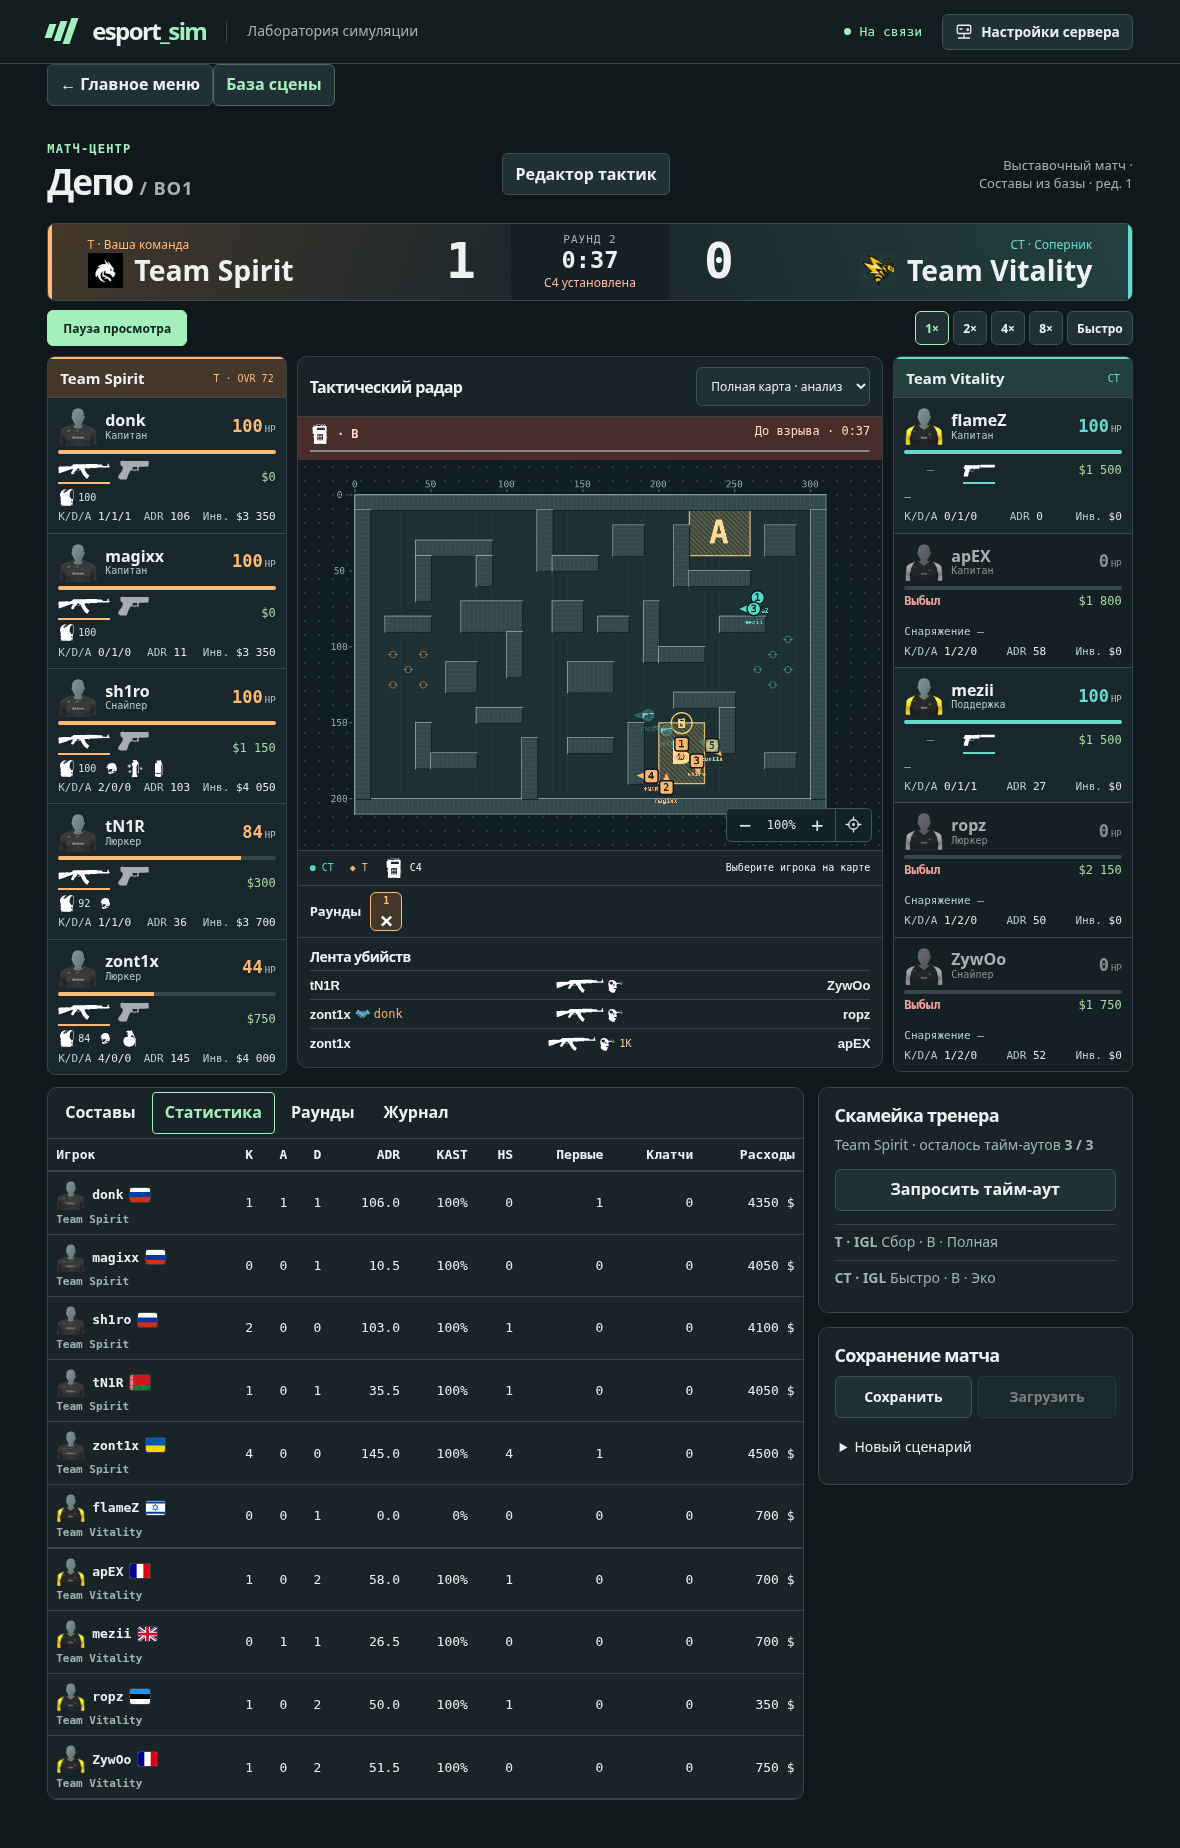 esport_sim
Лаборатория симуляции
На связи
Настройки сервера
← Главное меню
База сцены
МАТЧ-ЦЕНТР
Депо / BO1
Редактор тактик
Выставочный матч ·
Составы из базы · ред. 1
T · Ваша команда
Team Spirit
1
РАУНД 2
0:37
C4 установлена
0
CT · Соперник
Team Vitality
Пауза просмотра
1×
2×
4×
8×
Быстро
Team Spirit
T · OVR 72
donk
Капитан
100 HP
$0
100
K/D/A 1/1/1 ADR 106 Инв. $3 350
magixx
Капитан
100 HP
$0
100
K/D/A 0/1/0 ADR 11 Инв. $3 350
sh1ro
Снайпер
100 HP
$1 150
100
K/D/A 2/0/0 ADR 103 Инв. $4 050
tN1R
Люркер
84 HP
$300
92
K/D/A 1/1/0 ADR 36 Инв. $3 700
zont1x
Люркер
44 HP
$750
84
K/D/A 4/0/0 ADR 145 Инв. $4 000
Тактический радар
Полная карта · анализ
· B
До взрыва · 0:37
0 50 100 150 200 250 300
0
50
100
150
200
A
1
3
mezii
1
5
3
4
2
tN1R
magixx
− 100% +
CT
T
C4
Выберите игрока на карте
Раунды
1
Лента убийств
tN1R ZywOo
zont1x donk ropz
zont1x 1K apEX
Team Vitality
CT
flameZ
Капитан
100 HP
—
$1 500
—
K/D/A 0/1/0 ADR 0 Инв. $0
apEX
Капитан
0 HP
Выбыл
$1 800
Снаряжение —
K/D/A 1/2/0 ADR 58 Инв. $0
mezii
Поддержка
100 HP
—
$1 500
—
K/D/A 0/1/1 ADR 27 Инв. $0
ropz
Люркер
0 HP
Выбыл
$2 150
Снаряжение —
K/D/A 1/2/0 ADR 50 Инв. $0
ZywOo
Снайпер
0 HP
Выбыл
$1 750
Снаряжение —
K/D/A 1/2/0 ADR 52 Инв. $0
Составы
Статистика
Раунды
Журнал
Игрок K A D ADR KAST HS Первые Клатчи Расходы
donk 1 1 1 106.0 100% 0 1 0 4350 $
Team Spirit
magixx 0 0 1 10.5 100% 0 0 0 4050 $
Team Spirit
sh1ro 2 0 0 103.0 100% 1 0 0 4100 $
Team Spirit
tN1R 1 0 1 35.5 100% 1 0 0 4050 $
Team Spirit
zont1x 4 0 0 145.0 100% 4 1 0 4500 $
Team Spirit
flameZ 0 0 1 0.0 0% 0 0 0 700 $
Team Vitality
apEX 1 0 2 58.0 100% 1 0 0 700 $
Team Vitality
mezii 0 1 1 26.5 100% 0 0 0 700 $
Team Vitality
ropz 1 0 2 50.0 100% 1 0 0 350 $
Team Vitality
ZywOo 1 0 2 51.5 100% 0 0 0 750 $
Team Vitality
Скамейка тренера
Team Spirit · осталось тайм-аутов 3 / 3
Запросить тайм-аут
T · IGL Сбор · B · Полная
CT · IGL Быстро · B · Эко
Сохранение матча
Сохранить
Загрузить
▶ Новый сценарий